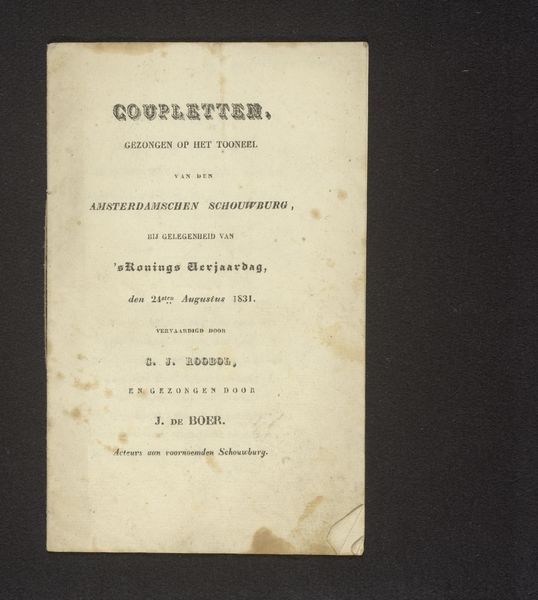 COUPLETTEN,
GEZONGEN OP HET TOONEEL
VAN DEN
AMSTERDAMSCHEN SCHOUWBURG,
BIJ GELEGENHEID VAN
'sKonings Verjaardag,
den 24sten Augustus 1831.
VERVAARDIGD DOOR
C. J. ROOBOL,
EN GEZONGEN DOOR
J. DE BOER.
Acteurs aan voornoemden Schouwburg.